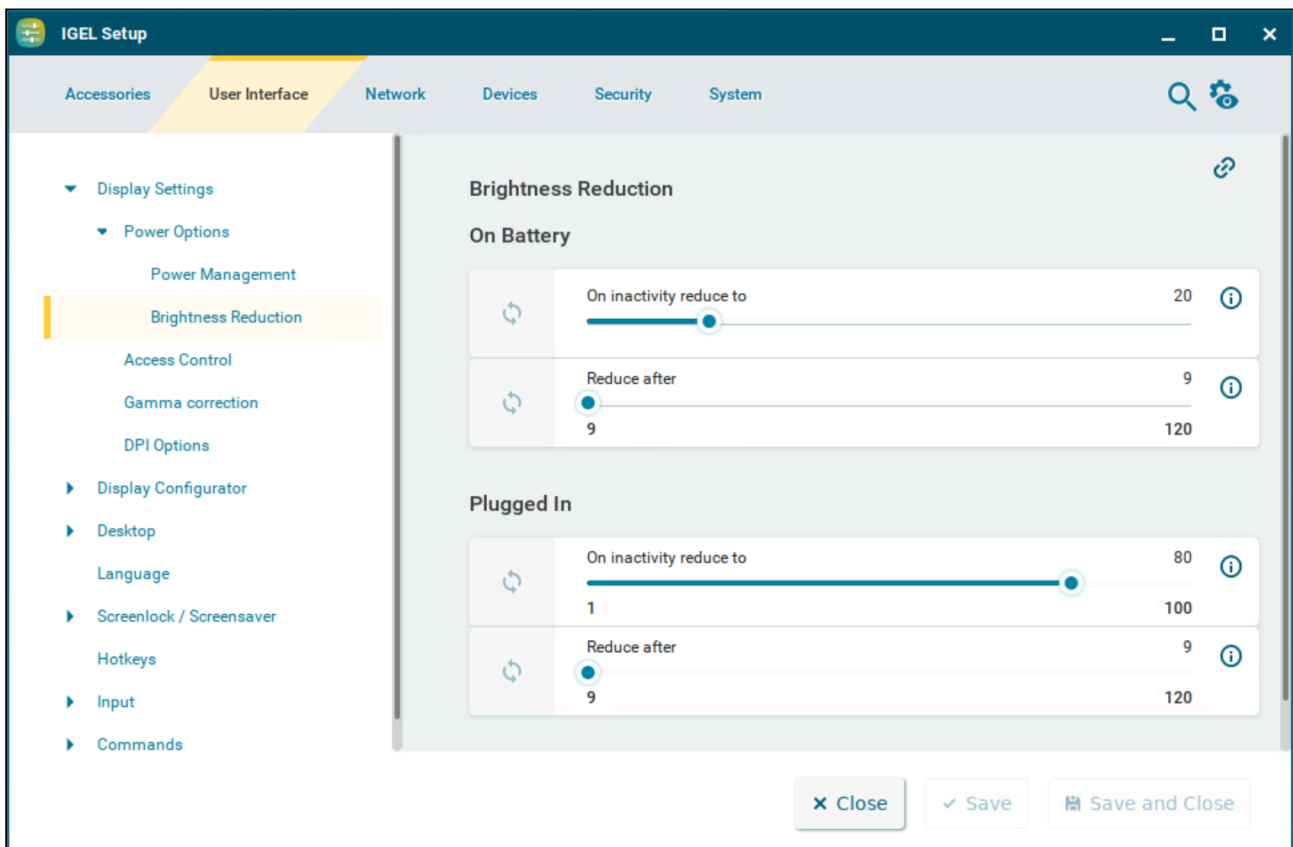 IGEL Setup
Accessories User Interface Network Devices Security System
Display Settings
Power Options
Power Management
Brightness Reduction
Access Control
Gamma correction
DPI Options
Display Configurator
Desktop
Language
Screenlock / Screensaver
Hotkeys
Input
Commands
Brightness Reduction
On Battery
On inactivity reduce to 20
Reduce after 9
9 120
Plugged In
On inactivity reduce to 80
1 100
Reduce after 9
9 120
Close Save Save and Close